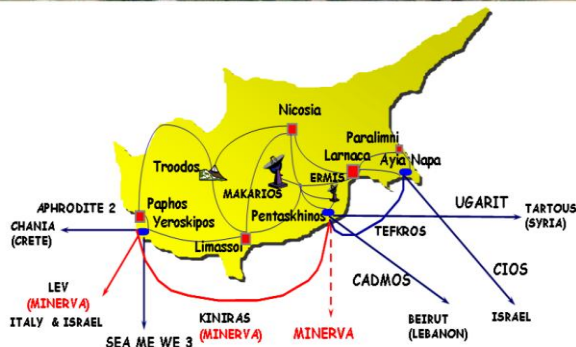 Nicosia
Paralimni
Larnaca
Ayia Napa
Troodos
ERMIS
MAKARIOS
Paphos
Yeroskipos
Pentaskhinos
Limassoi
APHRODITE 2
CHANIA
(CRETE)
UGARIT
TARTOUS
(SYRIA)
TEFKROS
CADMOS
CIOS
LEV
(MINERVA)
ITALY & ISRAEL
KINIRAS
(MINERVA)
MINERVA
BEIRUT
(LEBANON)
ISRAEL
SEA ME WE 3